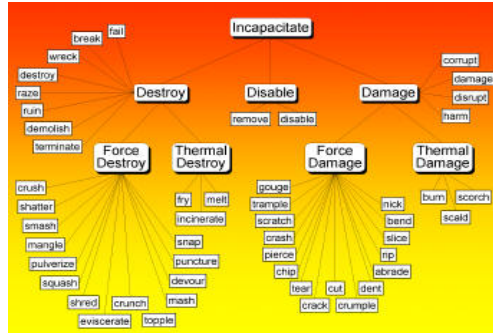 Incapacitate
fail
break
wreck
destroy
raze
ruin
demolish
terminate
Destroy
Disable
remove disable
Damage
corrupt
damage
disrupt
harm
Force
Destroy
Thermal
Destroy
Force
Damage
Thermal
Damage
crush
shatter
smash
mangle
pulverize
squash
shred
eviscerate
crunch
topple
mash
devour
puncture
snap
fry melt
incinerate
gouge
trample
scratch
crash
pierce
chip
tear
crack
cut
crumple
dent
abrade
rip
slice
bend
nick
burn scorch
scald